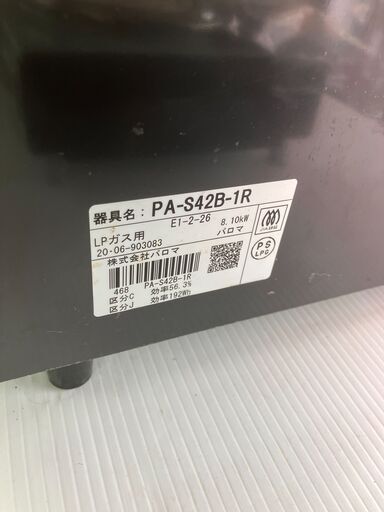 器具名：PA-S42B-1R
E1-2-26 8.10kW
LPガス用 パロマ
20-06-903083
株式会社パロマ
468 PA-S42B-1R
区分C 効率56.3%
区分J 効率192Wh
PS
LPG